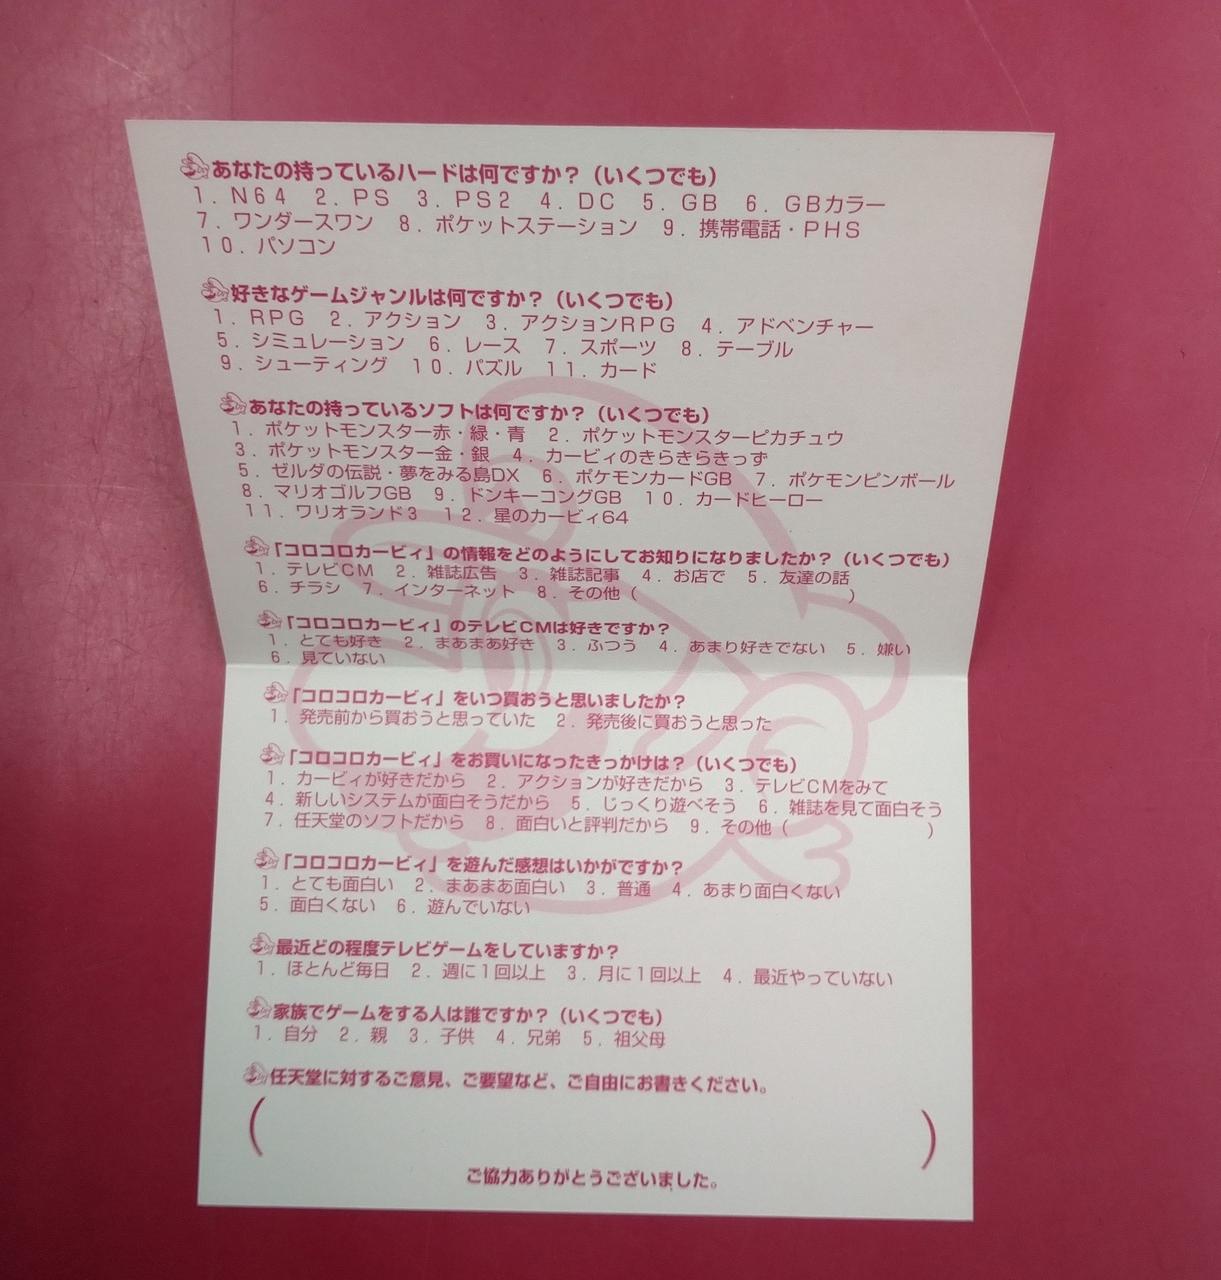 あなたの持っているハードは何ですか？（いくつでも）
１．Ｎ６４　２．ＰＳ　３．ＰＳ２　４．ＤＣ　５．ＧＢ　６．ＧＢカラー
７．ワンダースワン　８．ポケットステーション　９．携帯電話・ＰＨＳ
１０．パソコン
好きなゲームジャンルは何ですか？（いくつでも）
１．ＲＰＧ　２．アクション　３．アクションＲＰＧ　４．アドベンチャー
５．シミュレーション　６．レース　７．スポーツ　８．テーブル
９．シューティング　１０．パズル　１１．カード
あなたの持っているソフトは何ですか？（いくつでも）
１．ポケットモンスター赤・緑・青　２．ポケットモンスターピカチュウ
３．ポケットモンスター金・銀　４．カービィのきらきらきっず
５．ゼルダの伝説・夢をみる島DX　６．ポケモンカードGB　７．ポケモンピンボール
８．マリオゴルフGB　９．ドンキーコングGB　１０．カードヒーロー
１１．ワリオランド３　１２．星のカービィ64
「コロコロカービィ」の情報をどのようにしてお知りになりましたか？（いくつでも）
１．テレビＣＭ　２．雑誌広告　３．雑誌記事　４．お店で　５．友達の話
６．チラシ　７．インターネット　８．その他（　　　　　　　　　　　　）
「コロコロカービィ」のテレビＣＭは好きですか？
１．とても好き　２．まあまあ好き　３．ふつう　４．あまり好きでない　５．嫌い
６．見ていない
「コロコロカービィ」をいつ買おうと思いましたか？
１．発売前から買おうと思っていた　２．発売後に買おうと思った
「コロコロカービィ」をお買いになったきっかけは？（いくつでも）
１．カービィが好きだから　２．アクションが好きだから　３．テレビＣＭをみて
４．新しいシステムが面白そうだから　５．じっくり遊べそう　６．雑誌を見て面白そう
７．任天堂のソフトだから　８．面白いと評判だから　９．その他（　　　　　　　　）
「コロコロカービィ」を遊んだ感想はいかがですか？
１．とても面白い　２．まあまあ面白い　３．普通　４．あまり面白くない
５．面白くない　６．遊んでいない
最近どの程度テレビゲームをしていますか？
１．ほとんど毎日　２．週に１回以上　３．月に１回以上　４．最近やっていない
家族でゲームをする人は誰ですか？（いくつでも）
１．自分　２．親　３．子供　４．兄弟　５．祖父母
任天堂に対するご意見、ご要望など、ご自由にお書きください。
（　　　　　　　　　　　　　　　　　　　　　　　　　　　　）
ご協力ありがとうございました。